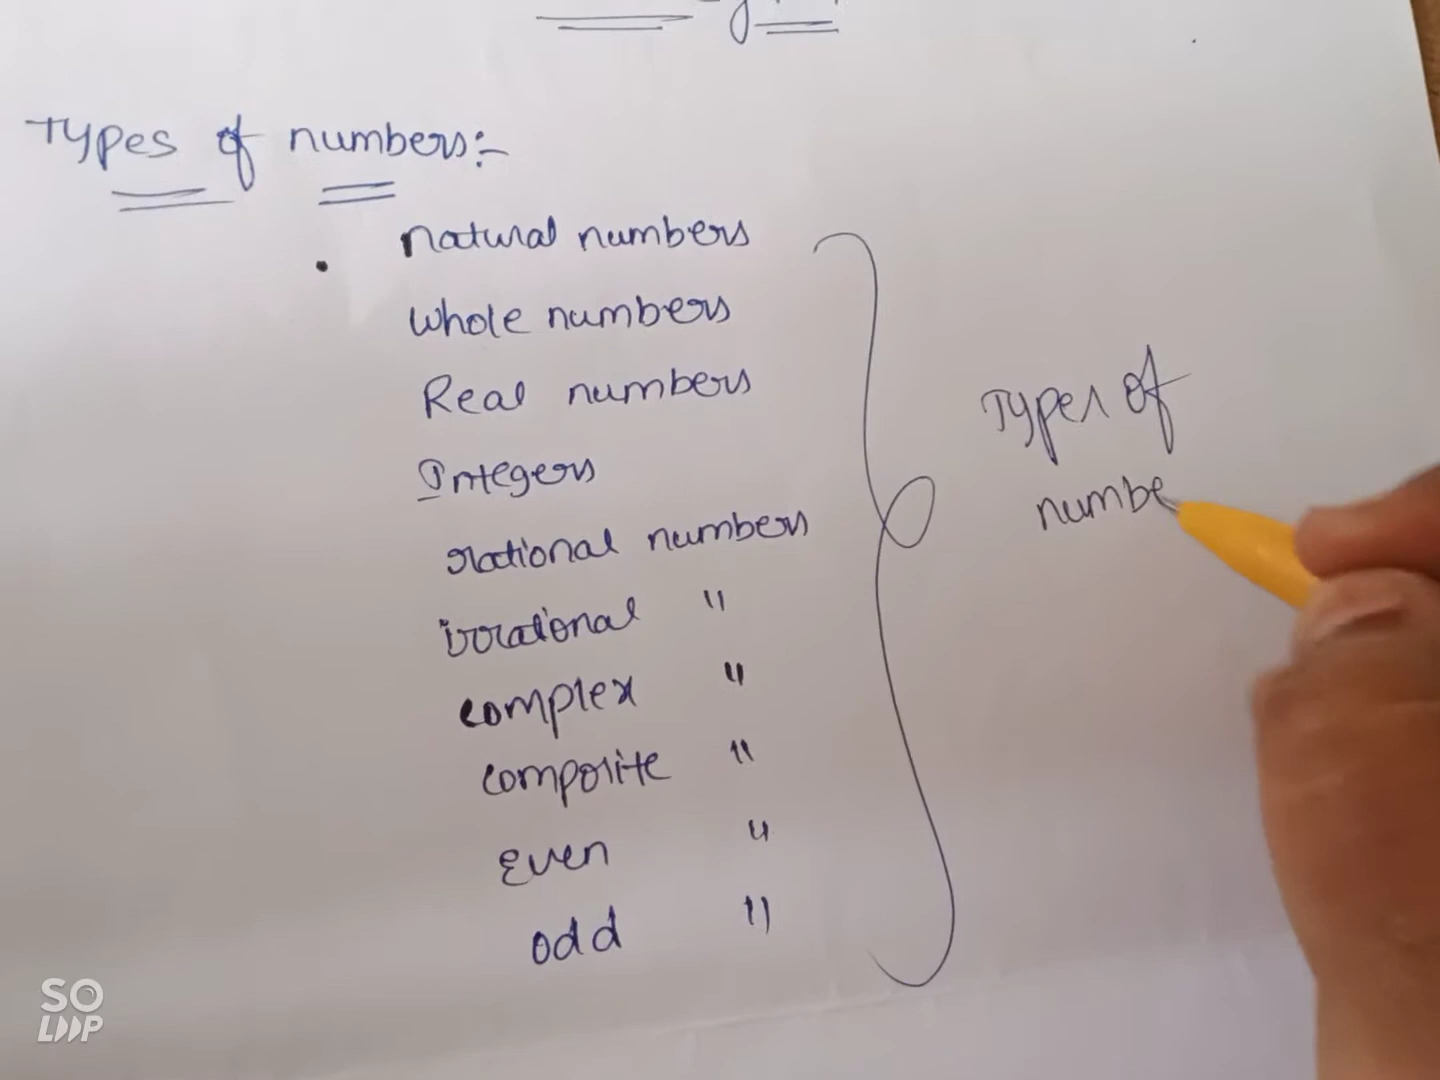 Types of numbers:-
natural numbers
Whole numbers
Real numbers
Integers
rational numbers
irrational "
complex "
composite "
Even "
odd "
Types of
numbe
SO
LOOP